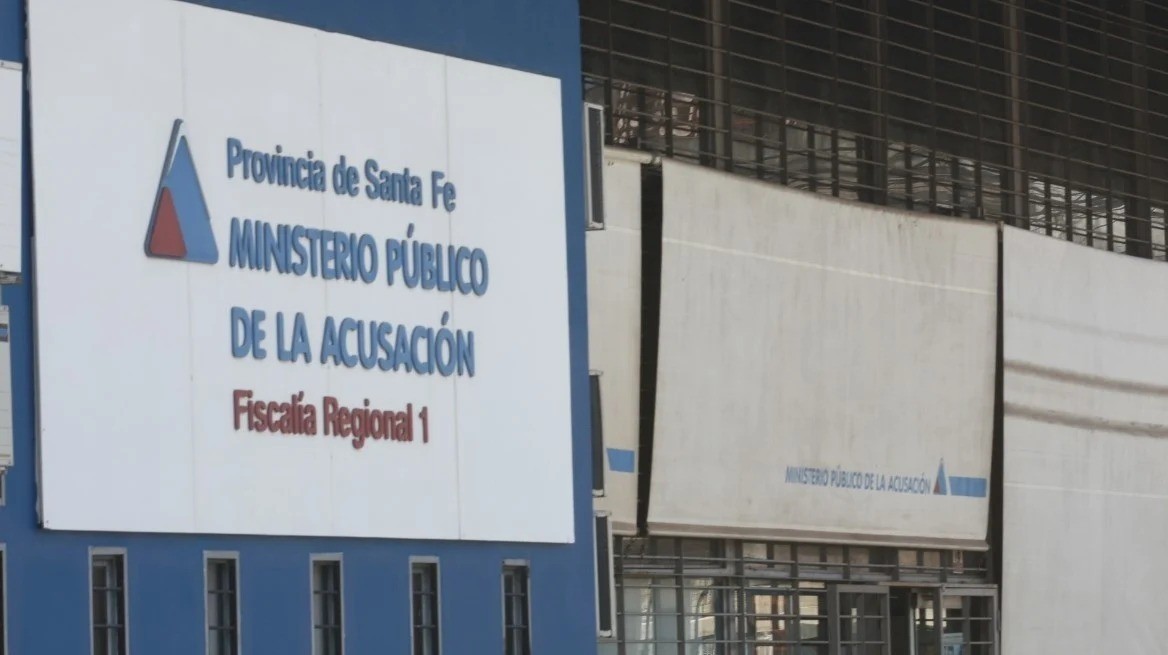 Provincia de Santa Fe
MINISTERIO PÚBLICO
DE LA ACUSACIÓN
Fiscalía Regional 1
MINISTERIO PÚBLICO DE LA ACUSACIÓN